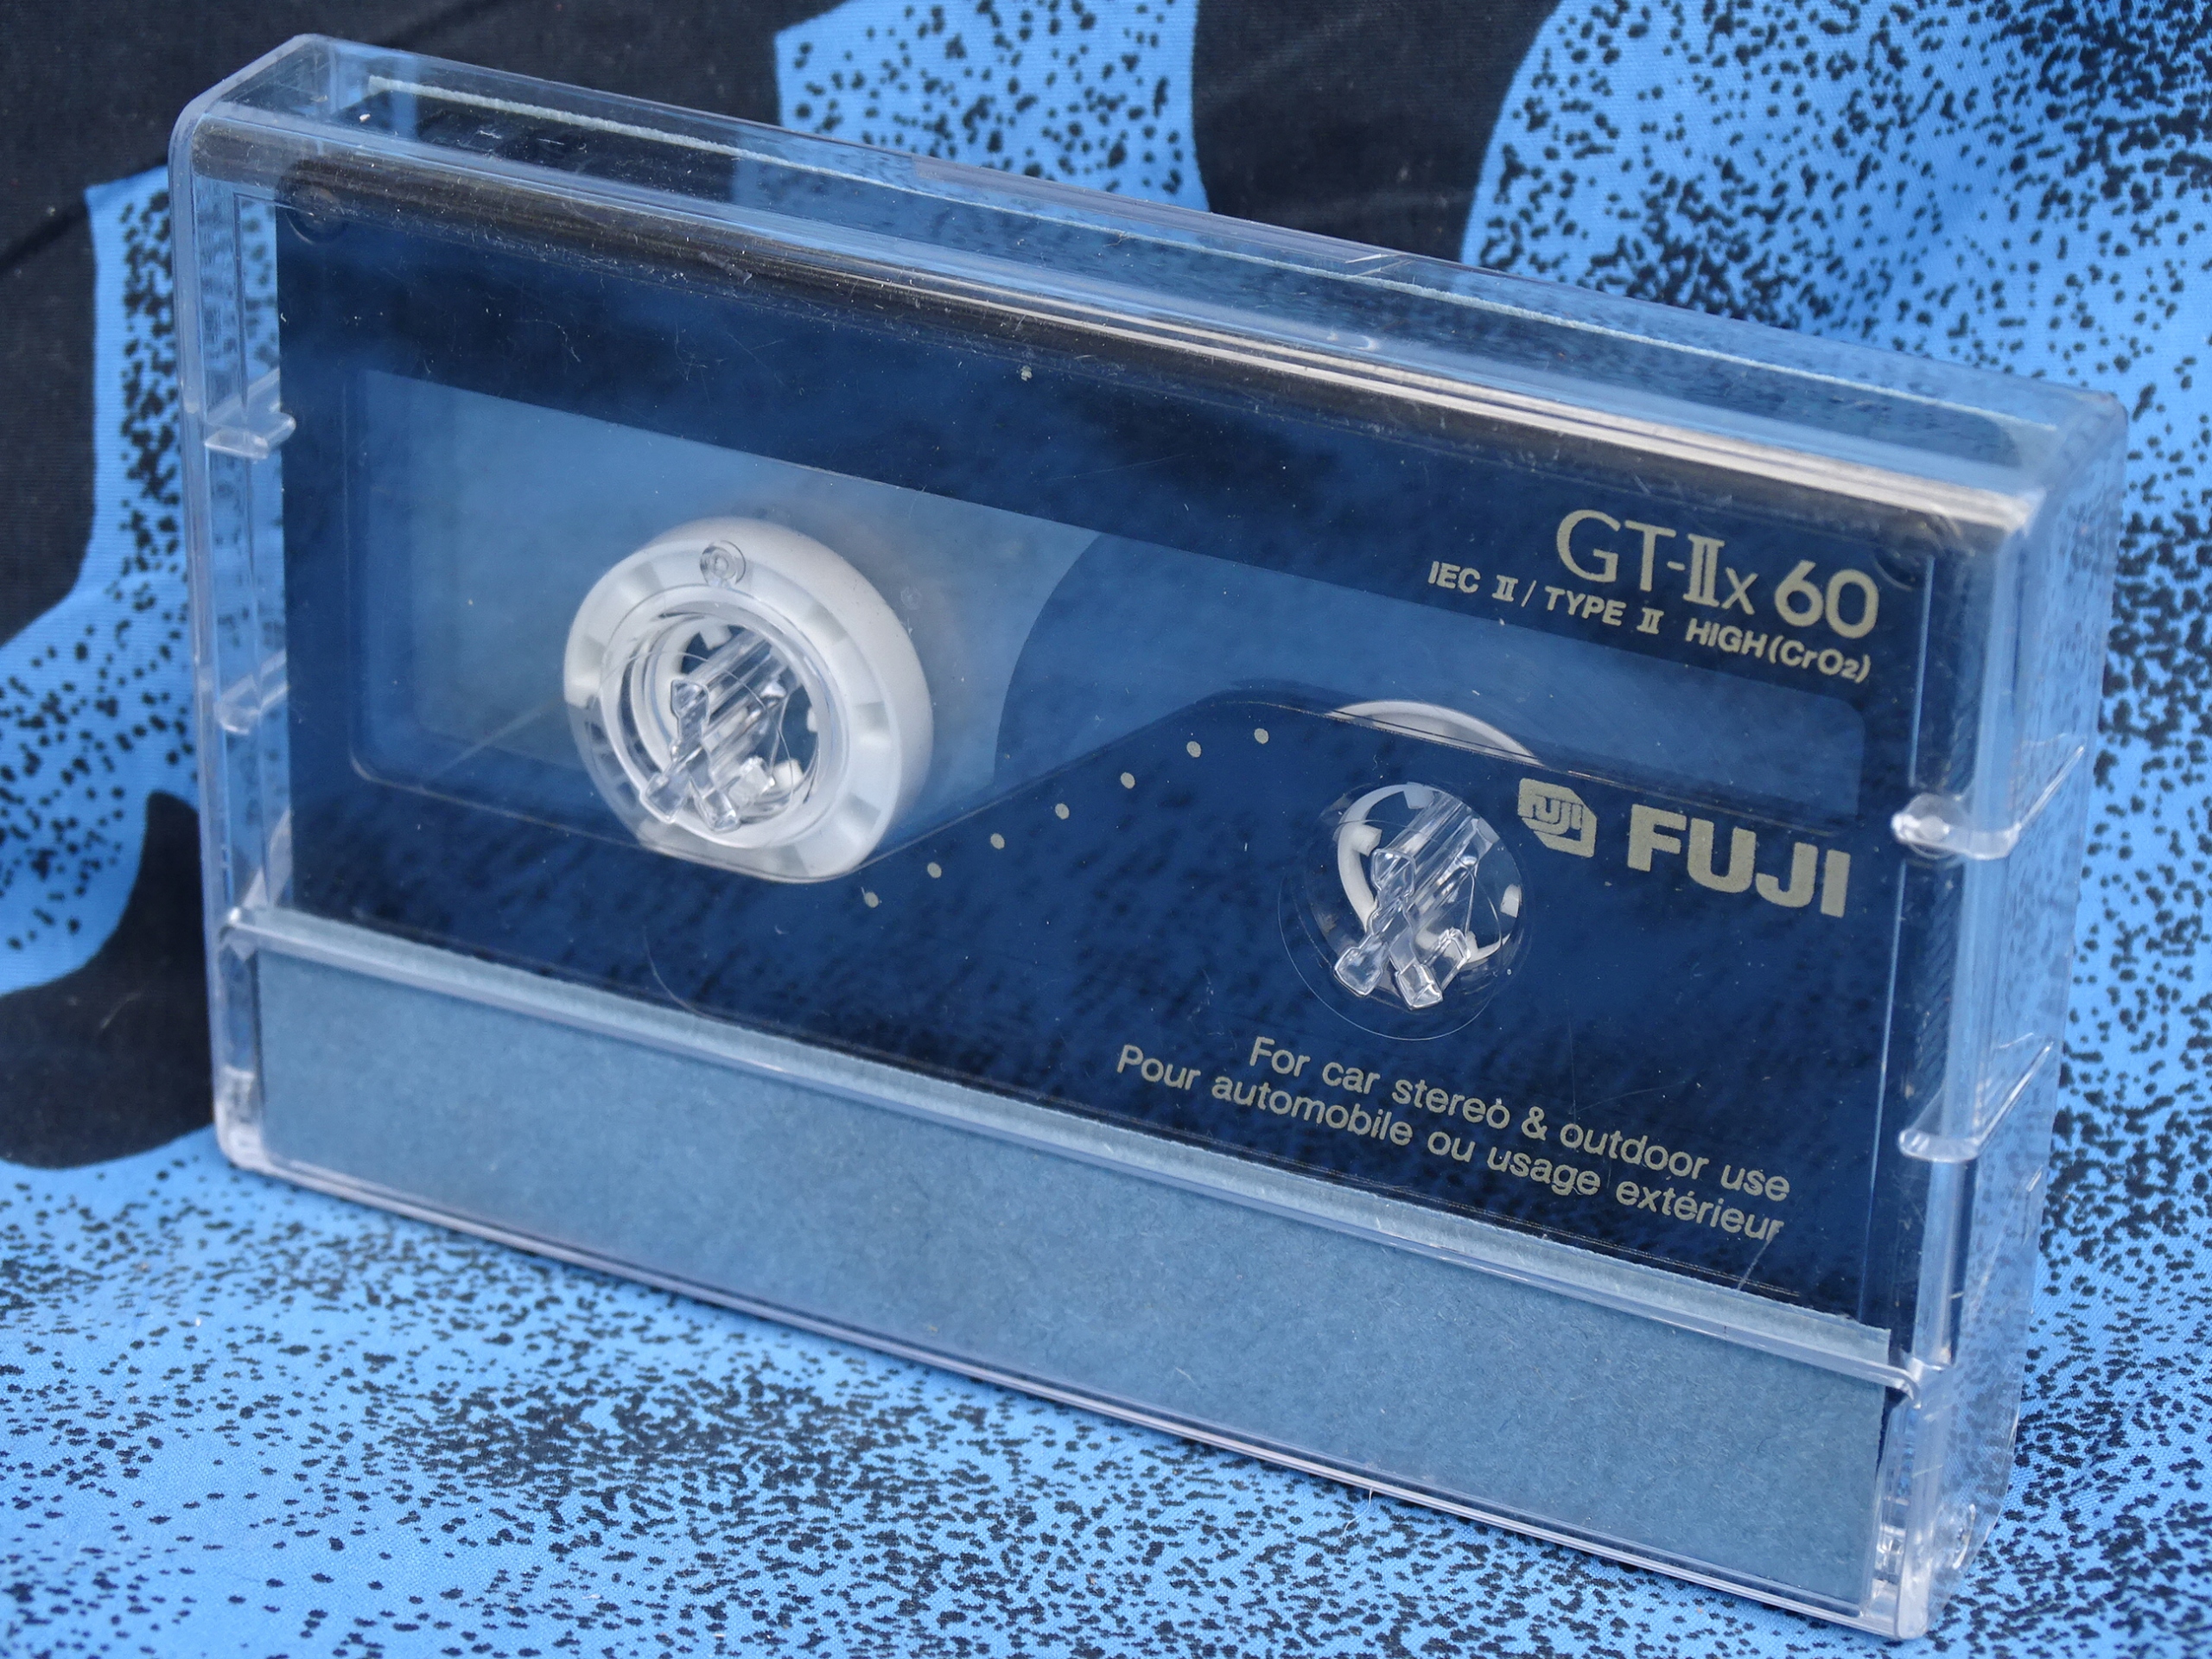 GT-Ⅱx 60
IEC Ⅱ / TYPE Ⅱ HIGH (CrO₂)
FUJI FUJI
For car stereo & outdoor use
Pour automobile ou usage extérieur